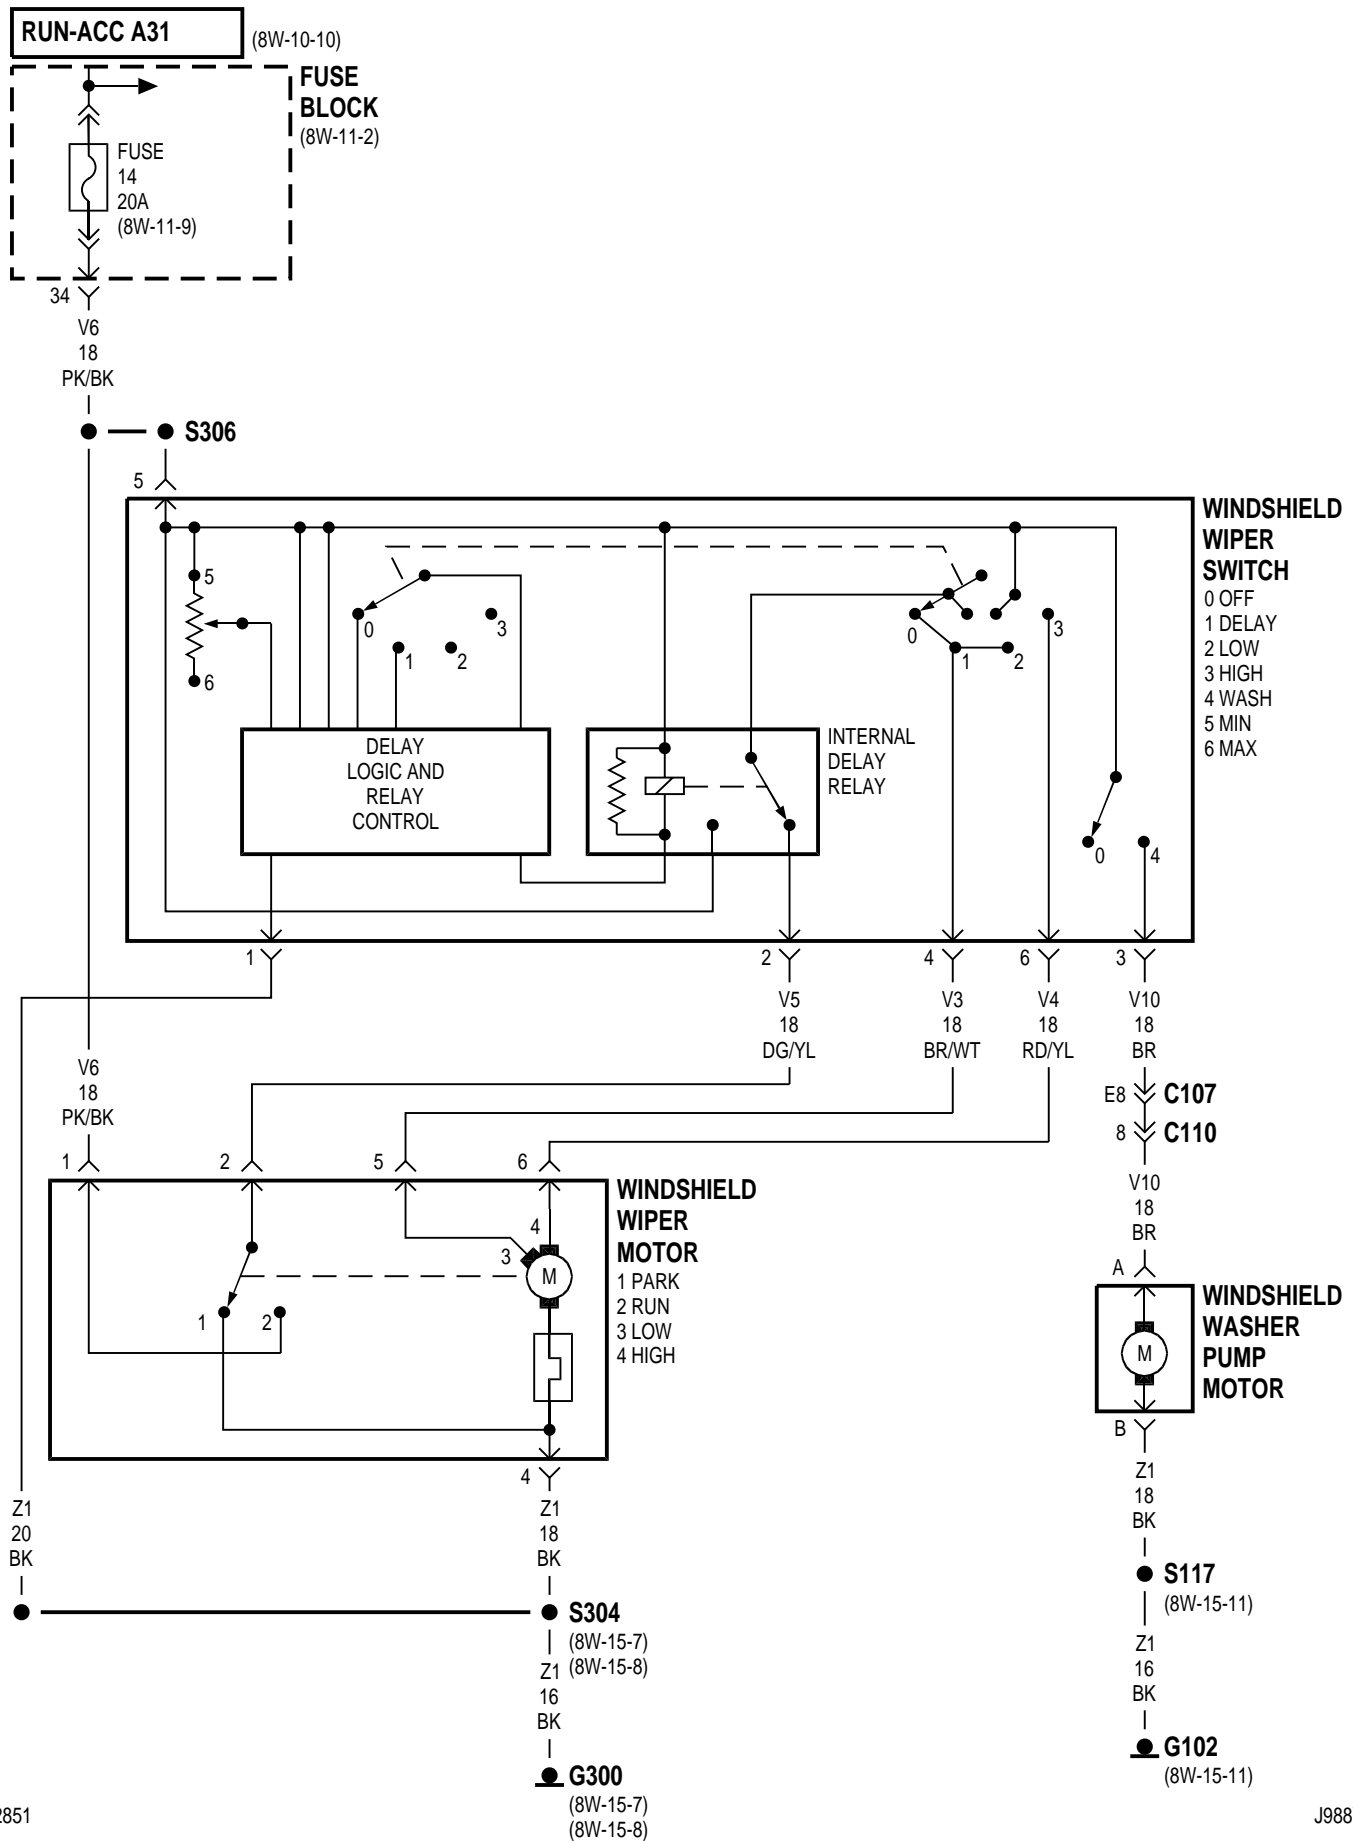 RUN-ACC A31
(8W-10-10)
FUSE
BLOCK
(8W-11-2)
FUSE
14
20A
(8W-11-9)
34
V6
18
PK/BK
S306
5
WINDSHIELD
WIPER
SWITCH
0 OFF
1 DELAY
2 LOW
3 HIGH
4 WASH
5 MIN
6 MAX
5
6
0
1
2
3
0
1
2
3
DELAY
LOGIC AND
RELAY
CONTROL
INTERNAL
DELAY
RELAY
0
4
1
2
4
6
3
V5
18
DG/YL
V3
18
BR/WT
V4
18
RD/YL
V10
18
BR
V6
18
PK/BK
E8
C107
8
C110
V10
18
BR
1
2
5
6
WINDSHIELD
WIPER
MOTOR
1 PARK
2 RUN
3 LOW
4 HIGH
4
3
M
1
2
A
WINDSHIELD
WASHER
PUMP
MOTOR
M
B
4
Z1
20
BK
Z1
18
BK
Z1
18
BK
S304
(8W-15-7)
(8W-15-8)
S117
(8W-15-11)
Z1
16
BK
Z1
16
BK
G300
(8W-15-7)
(8W-15-8)
G102
(8W-15-11)
2851
J988